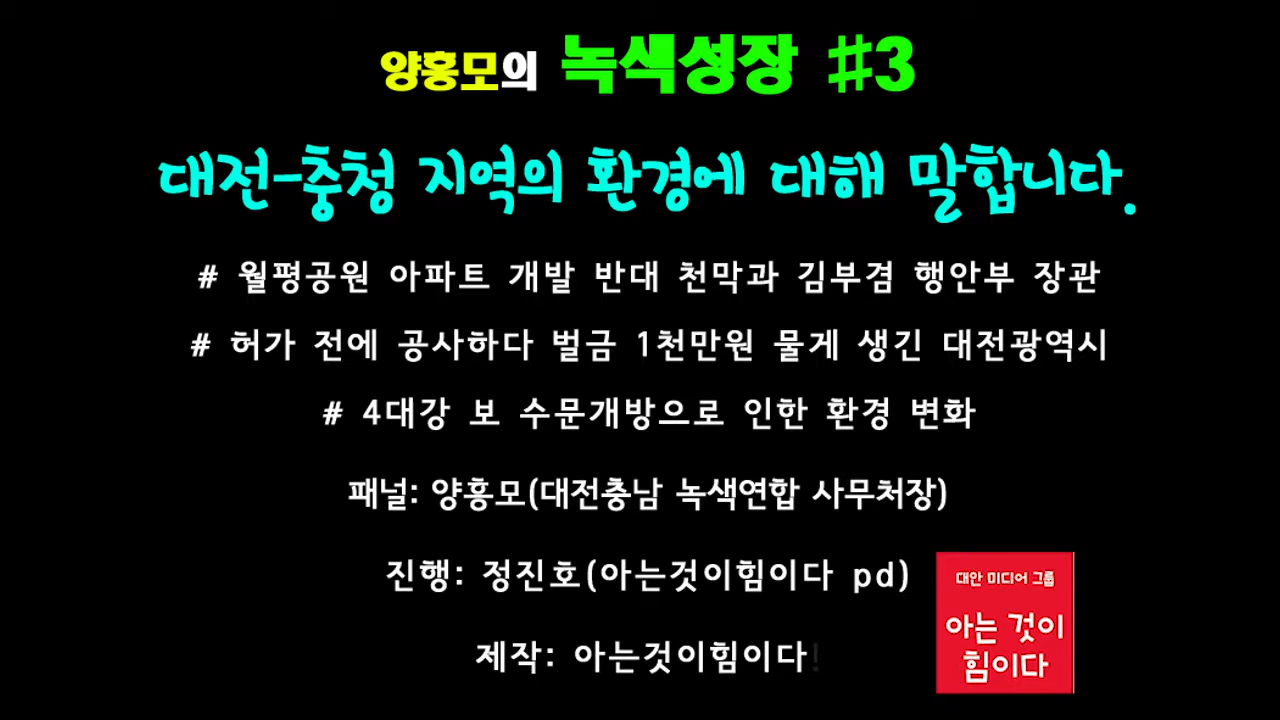 양흥모의 녹색성장 #3
대전-충청 지역의 환경에 대해 말합니다.
# 월평공원 아파트 개발 반대 천막과 김부겸 행안부 장관
# 허가 전에 공사하다 벌금 1천만원 물게 생긴 대전광역시
# 4대강 보 수문개방으로 인한 환경 변화
패널: 양흥모(대전충남 녹색연합 사무처장)
진행: 정진호(아는것이힘이다 pd)
제작: 아는것이힘이다!
대안 미디어 그룹
아는 것이
힘이다